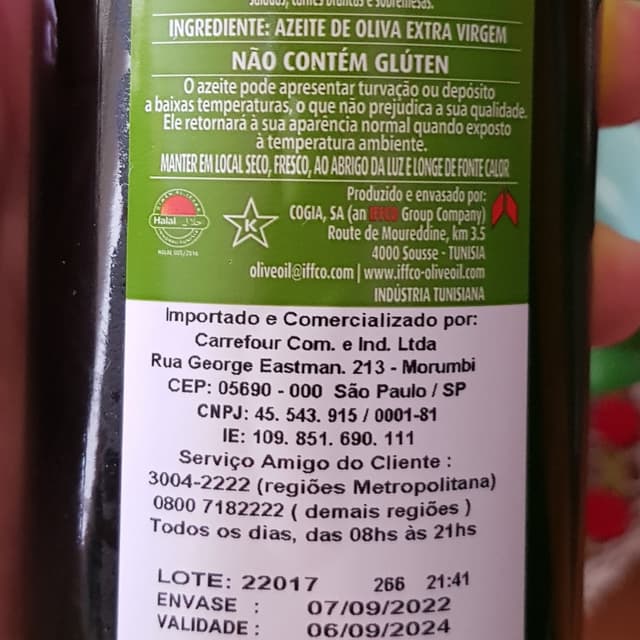 saladas, carnes brancas e sobremesas.
INGREDIENTE: AZEITE DE OLIVA EXTRA VIRGEM
NÃO CONTÉM GLÚTEN
O azeite pode apresentar turvação ou depósito
a baixas temperaturas, o que não prejudica a sua qualidade.
Ele retornará à sua aparência normal quando exposto
à temperatura ambiente.
MANTER EM LOCAL SECO, FRESCO, AO ABRIGO DA LUZ E LONGE DE FONTE CALOR
Halal حلال
K
Produzido e envasado por:
COGIA, SA (an IFFCO Group Company)
Route de Moureddine, km 3.5
4000 Sousse - TUNISIA
oliveoil@iffco.com | www.iffco-oliveoil.com
INDÚSTRIA TUNISIANA
Importado e Comercializado por:
Carrefour Com. e Ind. Ltda
Rua George Eastman. 213 - Morumbi
CEP: 05690 - 000 São Paulo / SP
CNPJ: 45. 543. 915 / 0001-81
IE: 109. 851. 690. 111
Serviço Amigo do Cliente :
3004-2222 (regiões Metropolitana)
0800 7182222 ( demais regiões )
Todos os dias, das 08hs às 21hs
LOTE: 22017 266 21:41
ENVASE : 07/09/2022
VALIDADE : 06/09/2024